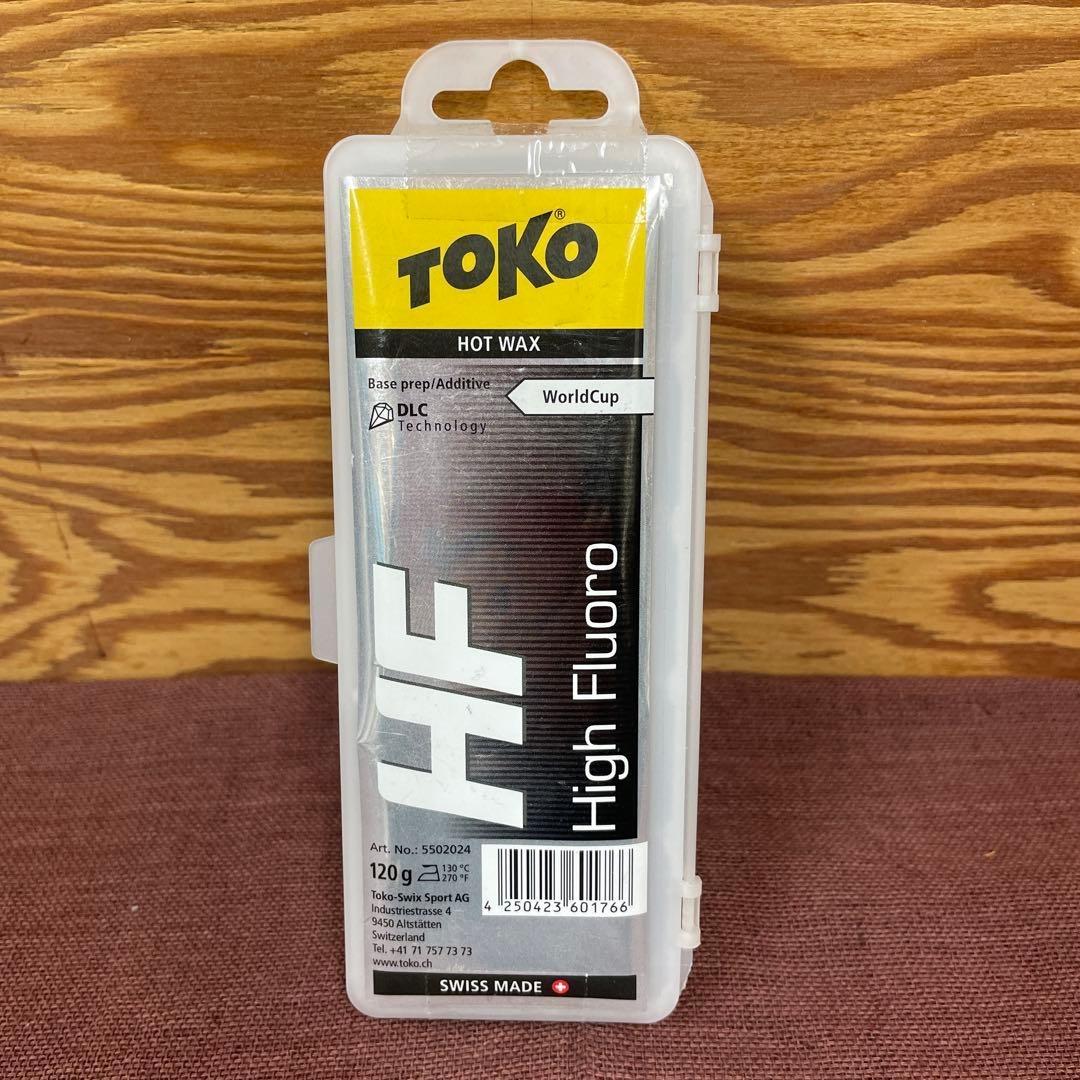 TOKO®
HOT WAX
Base prep/Additive
WorldCup
DLC
Technology
HF
High Fluoro
Art. No.: 5502024
120 g 130 °C
270 °F
Toko-Swix Sport AG
Industriestrasse 4
9450 Altstätten
Switzerland
Tel. +41 71 757 73 73
www.toko.ch
4 250423 601766
SWISS MADE